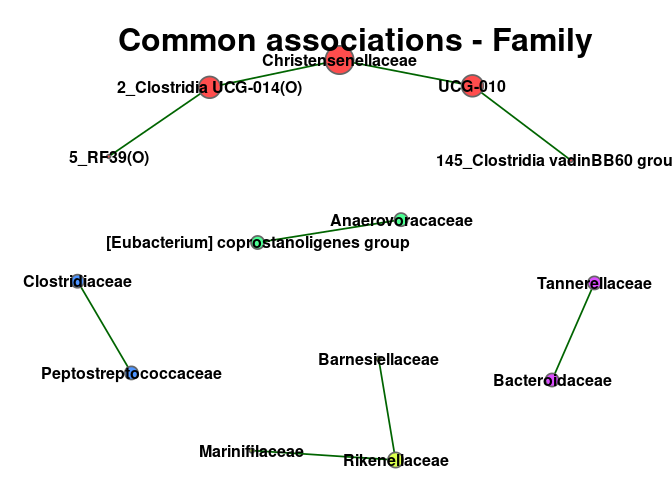 Common associations - Family
Christensenellaceae
2_Clostridia UCG-014(O)
UCG-010
5_RF39(O)
145_Clostridia vadinBB60 grou
Anaerovoracaceae
[Eubacterium] coprostanoligenes group
Clostridiaceae
Tannerellaceae
Barnesiellaceae
Peptostreptococcaceae
Bacteroidaceae
Marinifilaceae
Rikenellaceae